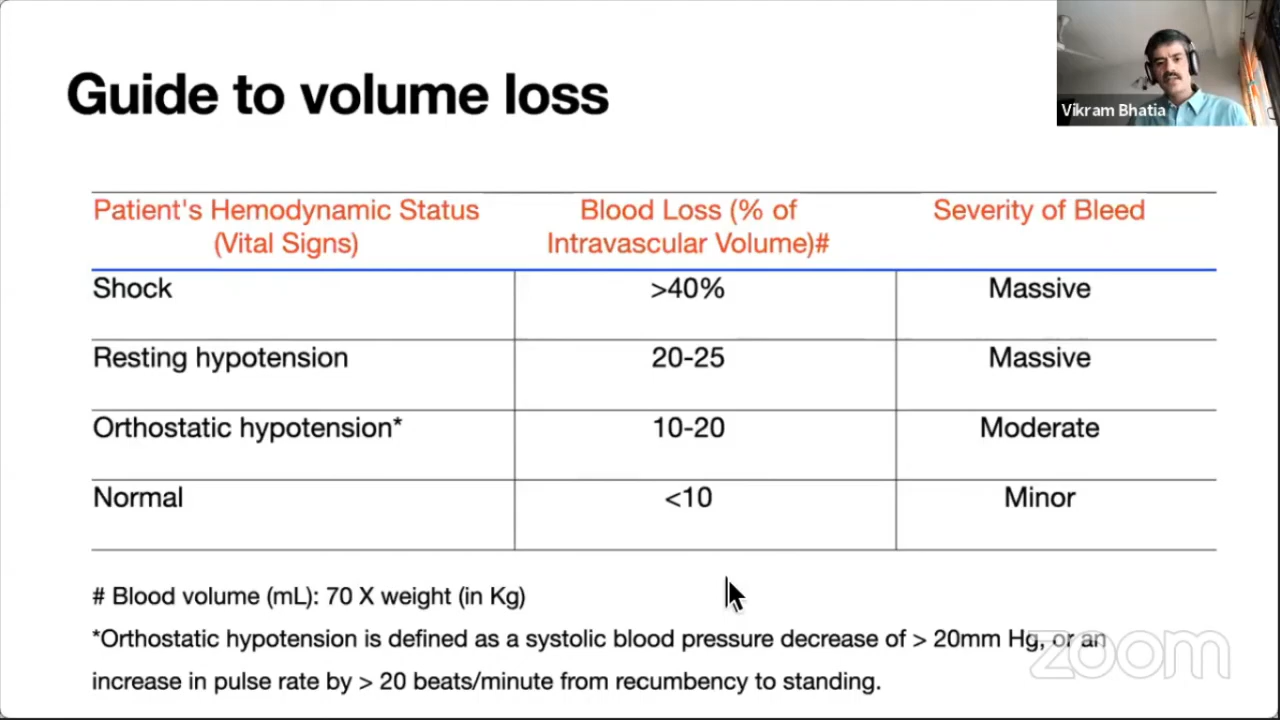 Guide to volume loss
Vikram Bhatia
Patient's Hemodynamic Status
(Vital Signs)
Blood Loss (% of
Intravascular Volume)#
Severity of Bleed
Shock
>40%
Massive
Resting hypotension
20-25
Massive
Orthostatic hypotension*
10-20
Moderate
Normal
<10
Minor
# Blood volume (mL): 70 X weight (in Kg)
*Orthostatic hypotension is defined as a systolic blood pressure decrease of > 20mm Hg, or an
increase in pulse rate by > 20 beats/minute from recumbency to standing.
zoom